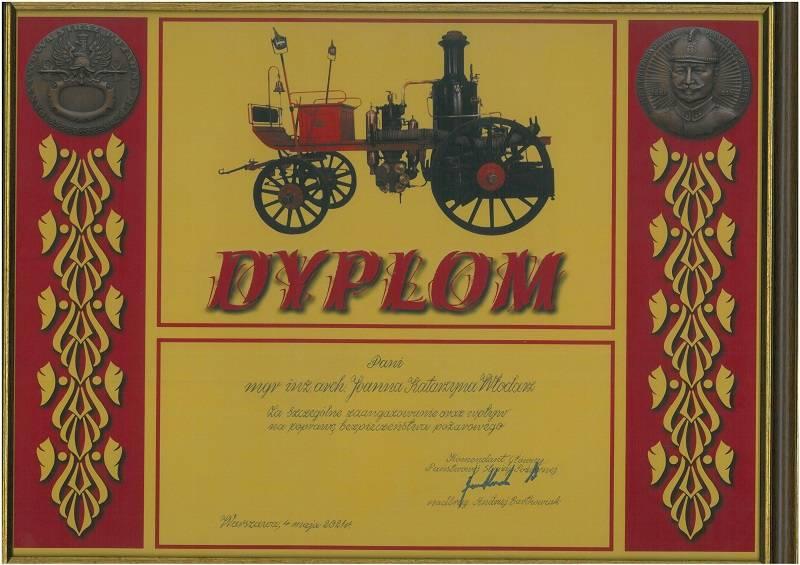 DYPLOM
Pani
mgr inż. arch. Joanna Katarzyna Włodarz
Za szczególne zaangażowanie oraz wpływ
na poprawę bezpieczeństwa pożarowego
Komendant Główny
Państwowej Straży Pożarnej
nadbryg. Andrzej Bartkowiak
Warszawa, 4 maja 2021r.